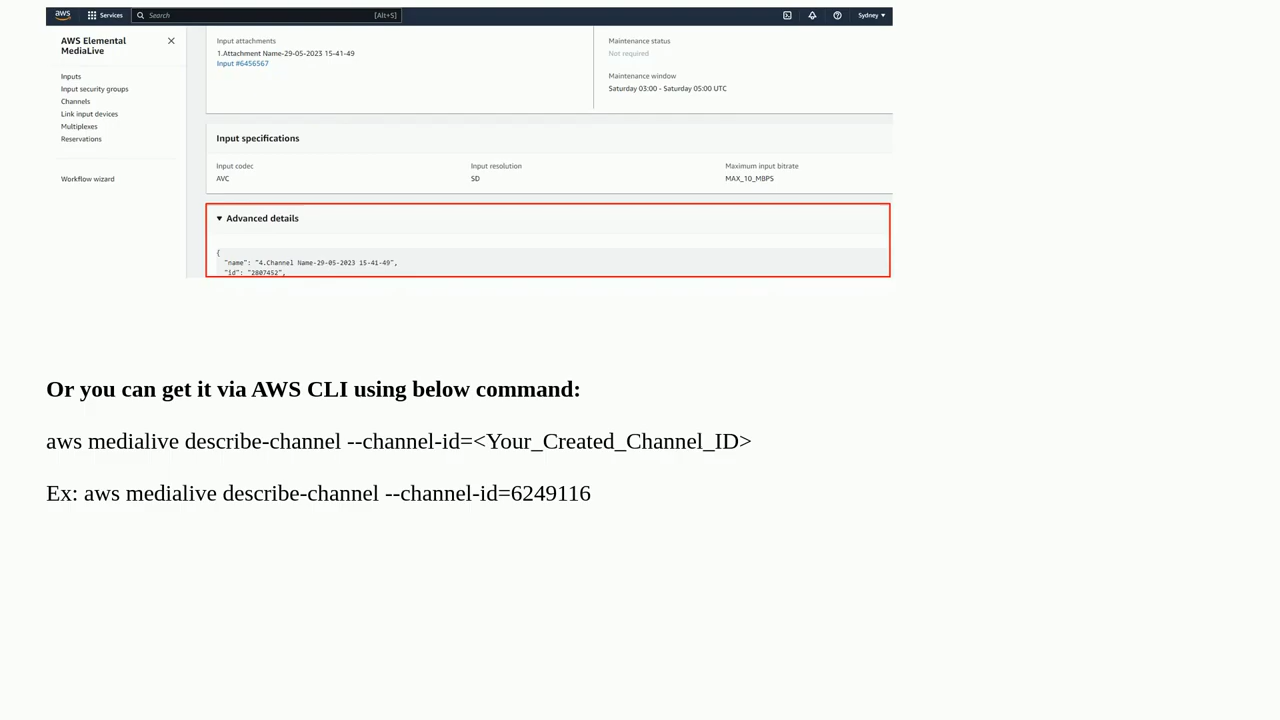 aws Services Search [Alt+S] Sydney
AWS Elemental
MediaLive
Inputs
Input security groups
Channels
Link input devices
Multiplexes
Reservations
Workflow wizard
Input attachments
1.Attachment Name-29-05-2023 15-41-49
Input #6456567
Maintenance status
Not required
Maintenance window
Saturday 03:00 - Saturday 05:00 UTC
Input specifications
Input codec Input resolution Maximum input bitrate
AVC SD MAX_10_MBPS
Advanced details
{
"name": "4.Channel Name-29-05-2023 15-41-49",
"id": "2807452",
Or you can get it via AWS CLI using below command:
aws medialive describe-channel --channel-id=<Your_Created_Channel_ID>
Ex: aws medialive describe-channel --channel-id=6249116